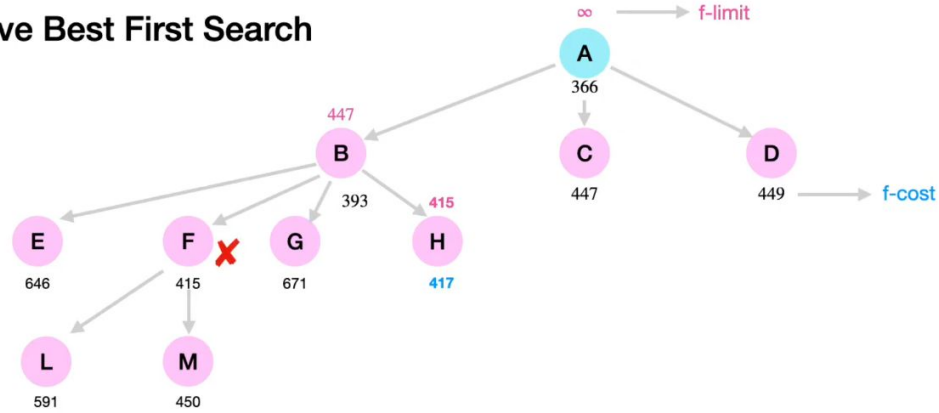 ∞ f-limit
ve Best First Search
A
366
447
B C D
393 447 449 f-cost
415
E F G H
646 415 671 417
L M
591 450